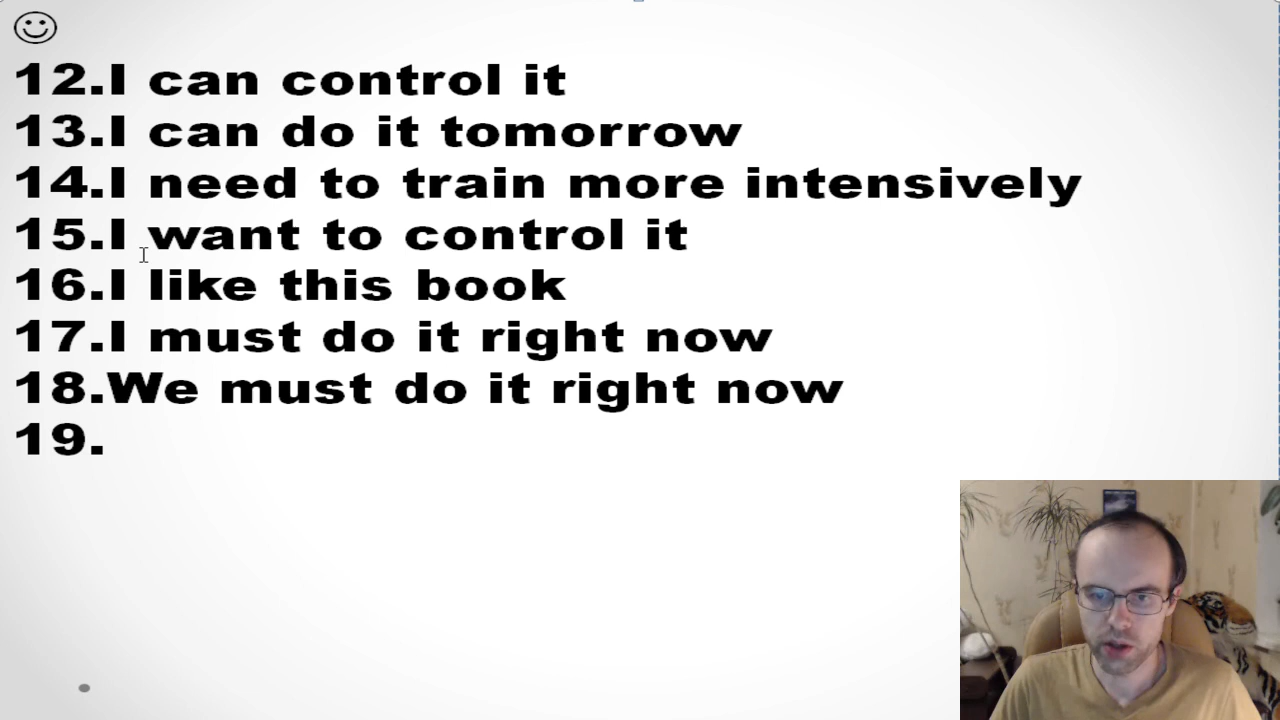 12.I can control it
13.I can do it tomorrow
14.I need to train more intensively
15.I want to control it
16.I like this book
17.I must do it right now
18.We must do it right now
19.